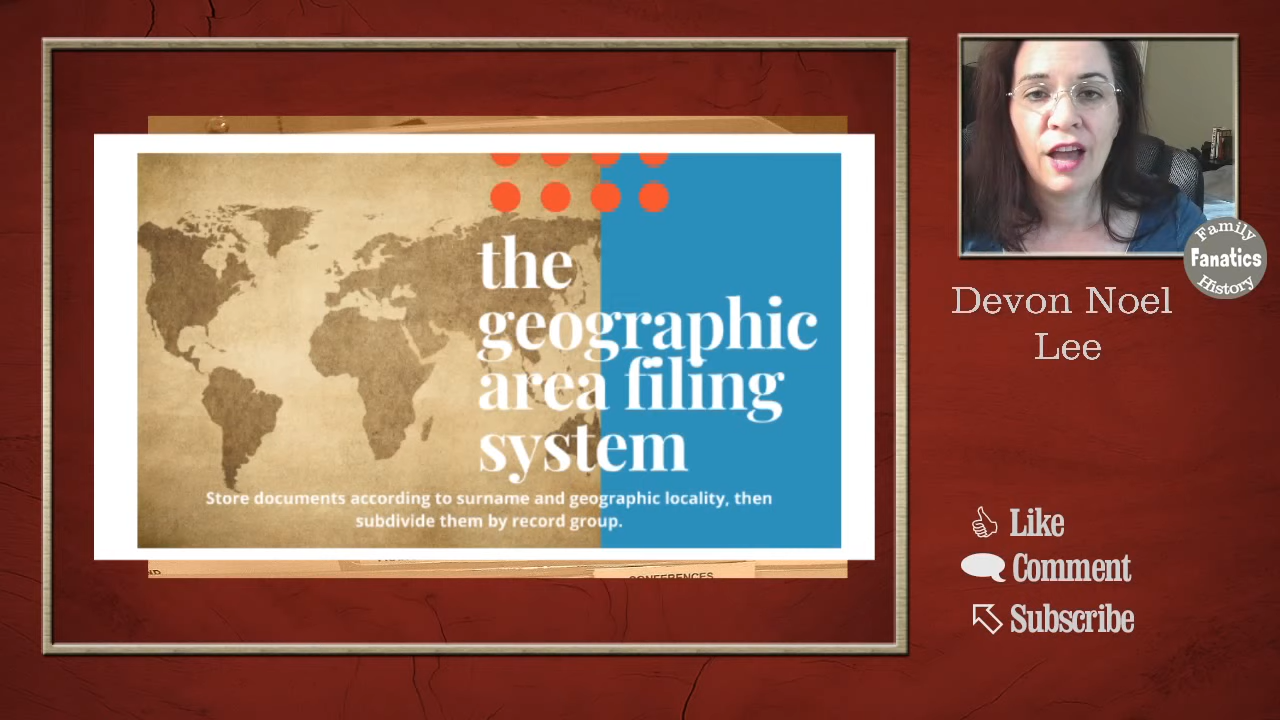 the
geographic
area filing
system
Store documents according to surname and geographic locality, then
subdivide them by record group.
CONFERENCES
Family
Fanatics
History
Devon Noel
Lee
Like
Comment
Subscribe